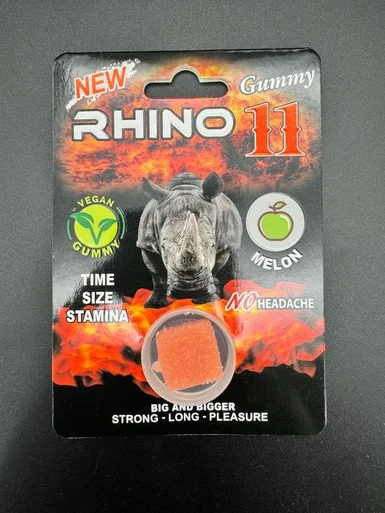 NEW
Gummy
RHINO 11
VEGAN
GUMMY
MELON
TIME
SIZE
STAMINA
NO HEADACHE
BIG AND BIGGER
STRONG - LONG - PLEASURE